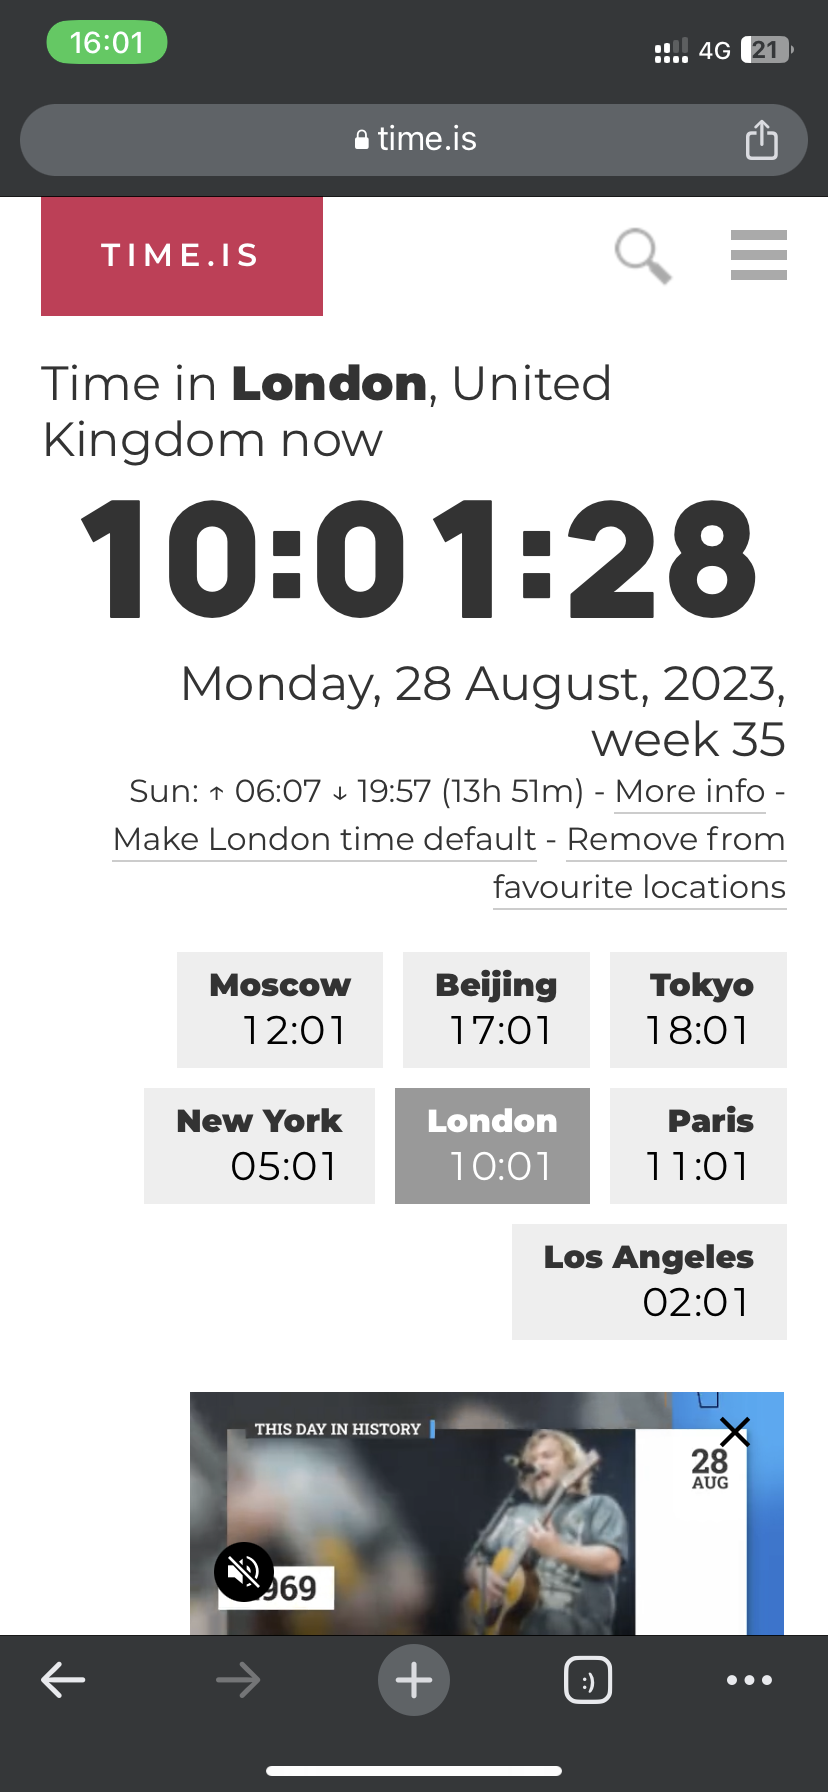 16:01
4G 21
time.is
TIME.IS
Time in London, United
Kingdom now
10:01:28
Monday, 28 August, 2023,
week 35
Sun: ↑ 06:07 ↓ 19:57 (13h 51m) - More info -
Make London time default - Remove from
favourite locations
Moscow Beijing Tokyo
12:01 17:01 18:01
New York London Paris
05:01 10:01 11:01
Los Angeles
02:01
THIS DAY IN HISTORY
28
AUG
969
:)